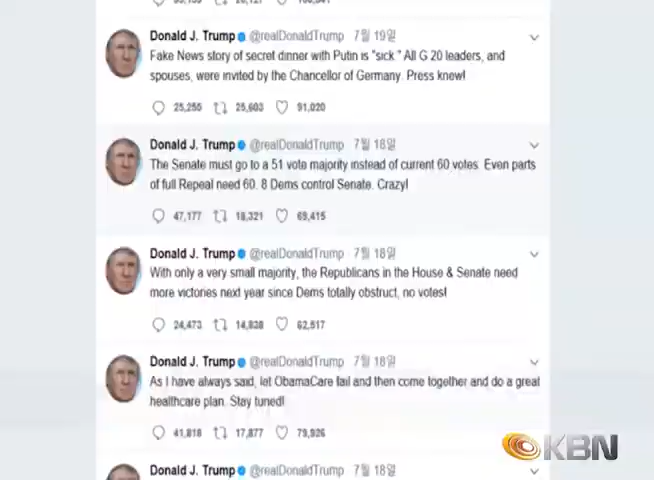 Donald J. Trump @realDonaldTrump 7월 19일
Fake News story of secret dinner with Putin is "sick." All G 20 leaders, and
spouses, were invited by the Chancellor of Germany. Press knew!
25,255 25,603 91,020
Donald J. Trump @realDonaldTrump 7월 18일
The Senate must go to a 51 vote majority instead of current 60 votes. Even parts
of full Repeal need 60. 8 Dems control Senate. Crazy!
47,177 18,321 69,415
Donald J. Trump @realDonaldTrump 7월 18일
With only a very small majority, the Republicans in the House & Senate need
more victories next year since Dems totally obstruct, no votes!
24,473 14,838 62,517
Donald J. Trump @realDonaldTrump 7월 18일
As I have always said, let ObamaCare fail and then come together and do a great
healthcare plan. Stay tuned!
41,818 17,877 79,926
KBN
Donald J. Trump @realDonaldTrump 7월 18일